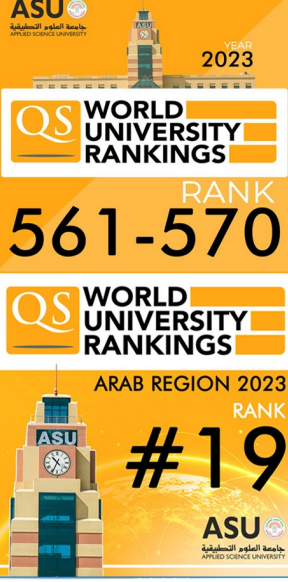 ASU
جامعة العلوم التطبيقية
APPLIED SCIENCE UNIVERSITY
ASU
YEAR
2023
QS WORLD
UNIVERSITY
RANKINGS
RANK
561-570
QS WORLD
UNIVERSITY
RANKINGS
ARAB REGION 2023
RANK
#19
ASU
ASU
جامعة العلوم التطبيقية
APPLIED SCIENCE UNIVERSITY